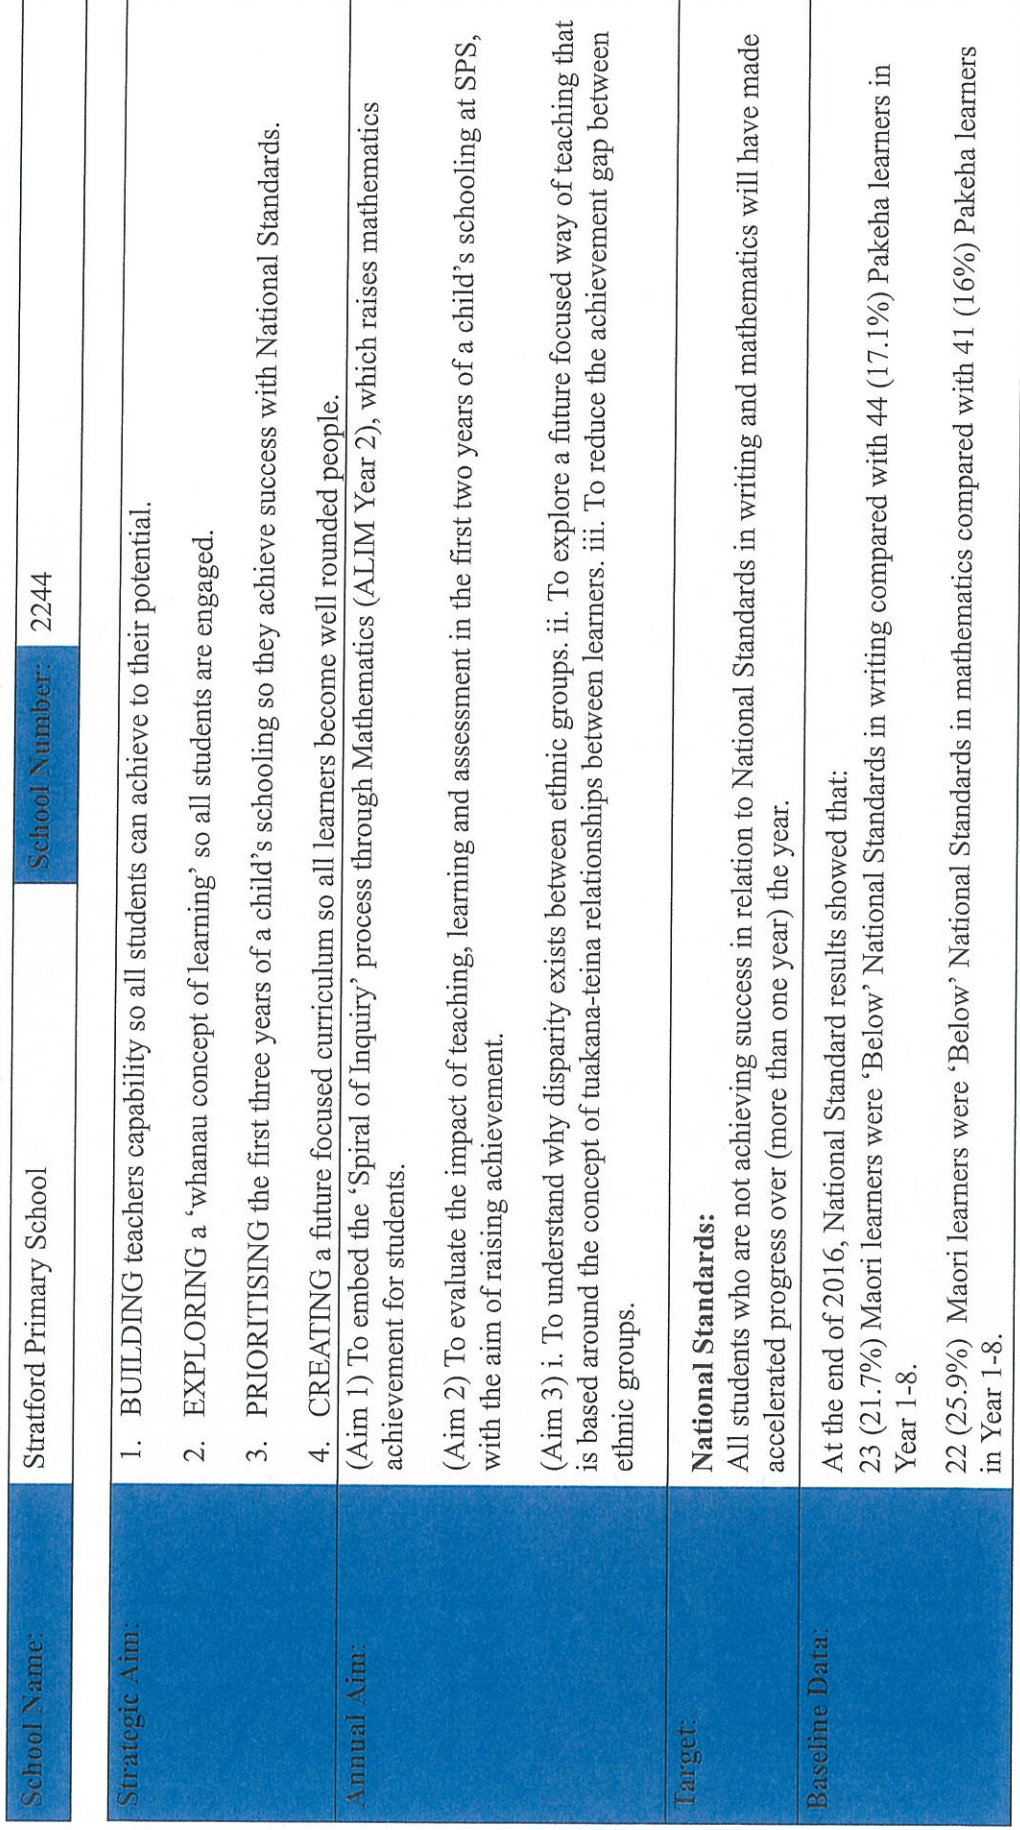 School Name: Stratford Primary School School Number: 2244
Strategic Aim: 1. BUILDING teachers capability so all students can achieve to their potential.
2. EXPLORING a ‘whanau concept of learning’ so all students are engaged.
3. PRIORITISING the first three years of a child’s schooling so they achieve success with National Standards.
4. CREATING a future focused curriculum so all learners become well rounded people.
Annual Aim: (Aim 1) To embed the ‘Spiral of Inquiry’ process through Mathematics (ALIM Year 2), which raises mathematics
achievement for students.
(Aim 2) To evaluate the impact of teaching, learning and assessment in the first two years of a child’s schooling at SPS,
with the aim of raising achievement.
(Aim 3) i. To understand why disparity exists between ethnic groups. ii. To explore a future focused way of teaching that
is based around the concept of tuakana-teina relationships between learners. iii. To reduce the achievement gap between
ethnic groups.
Target: National Standards:
All students who are not achieving success in relation to National Standards in writing and mathematics will have made
accelerated progress over (more than one year) the year.
Baseline Data: At the end of 2016, National Standard results showed that:
23 (21.7%) Maori learners were ‘Below’ National Standards in writing compared with 44 (17.1%) Pakeha learners in
Year 1-8.
22 (25.9%) Maori learners were ‘Below’ National Standards in mathematics compared with 41 (16%) Pakeha learners
in Year 1-8.